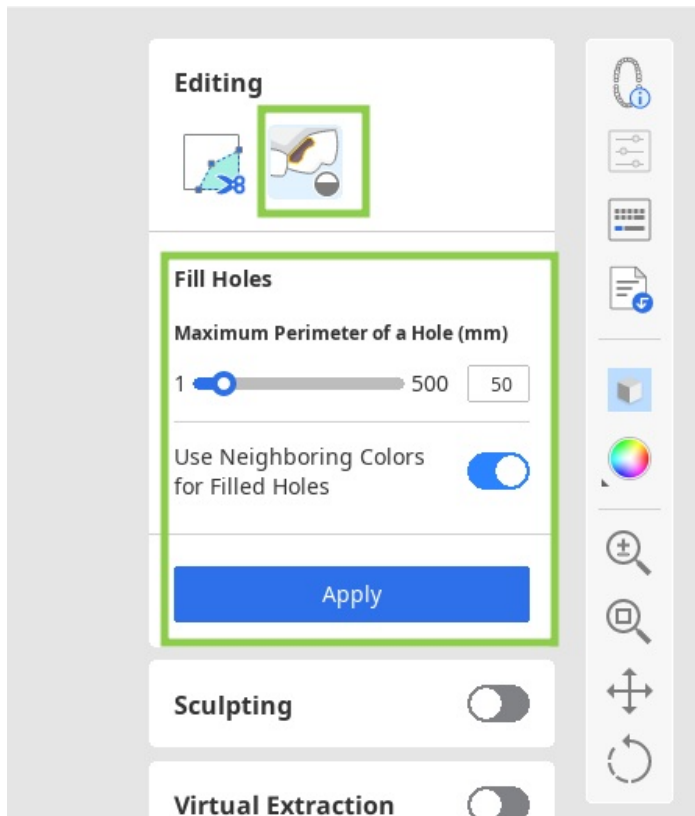 Editing
Fill Holes
Maximum Perimeter of a Hole (mm)
1 500 50
Use Neighboring Colors
for Filled Holes
Apply
Sculpting
Virtual Extraction